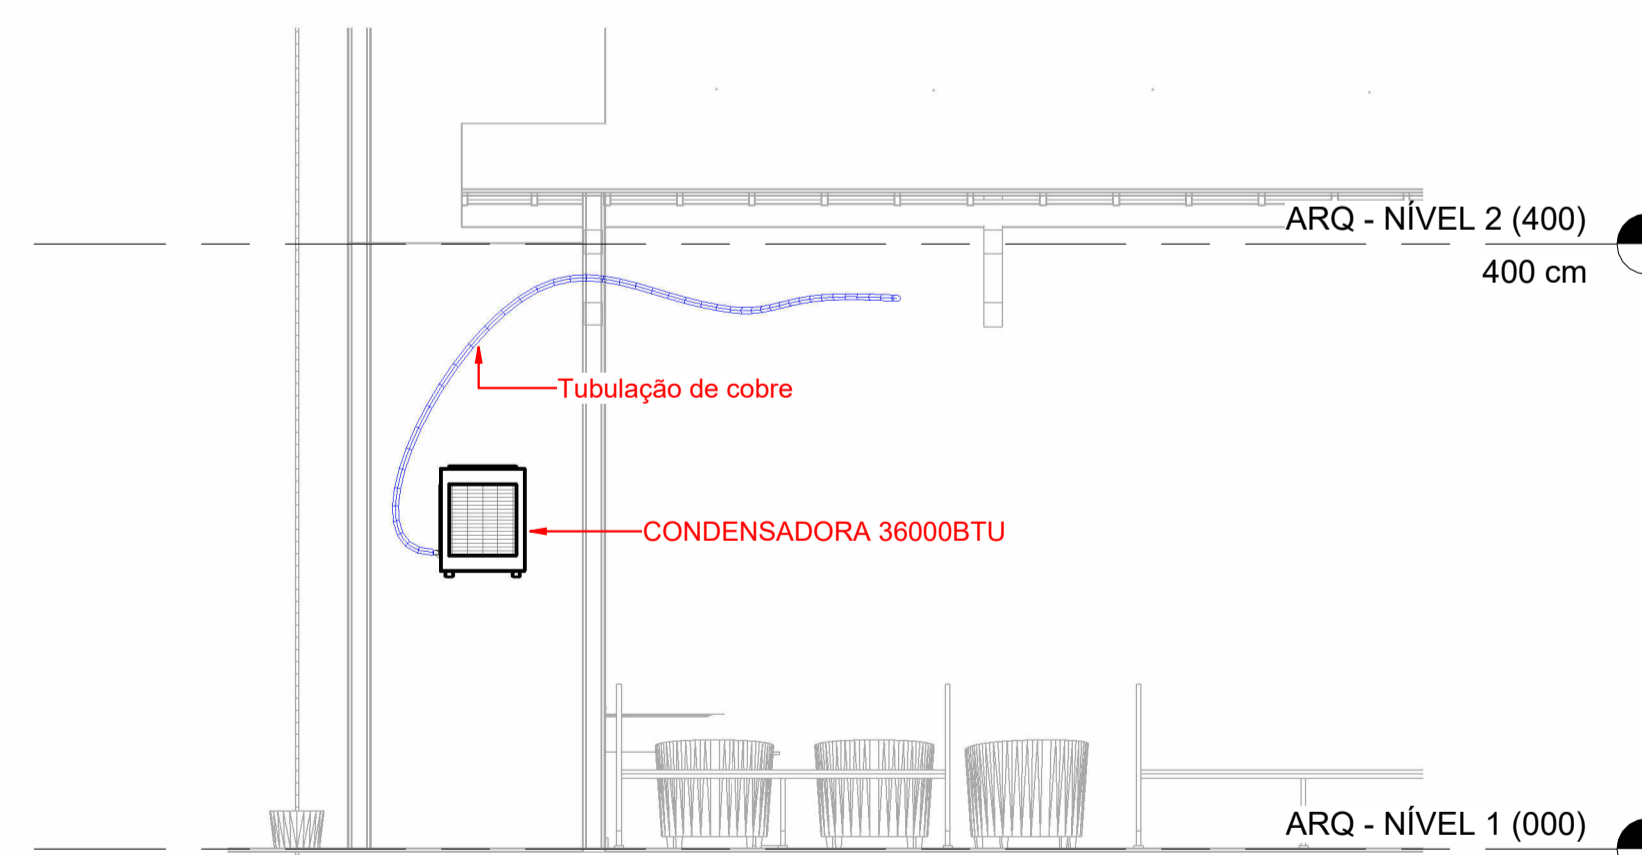 ARQ - NÍVEL 2 (400)
400 cm
Tubulação de cobre
CONDENSADORA 36000BTU
ARQ - NÍVEL 1 (000)